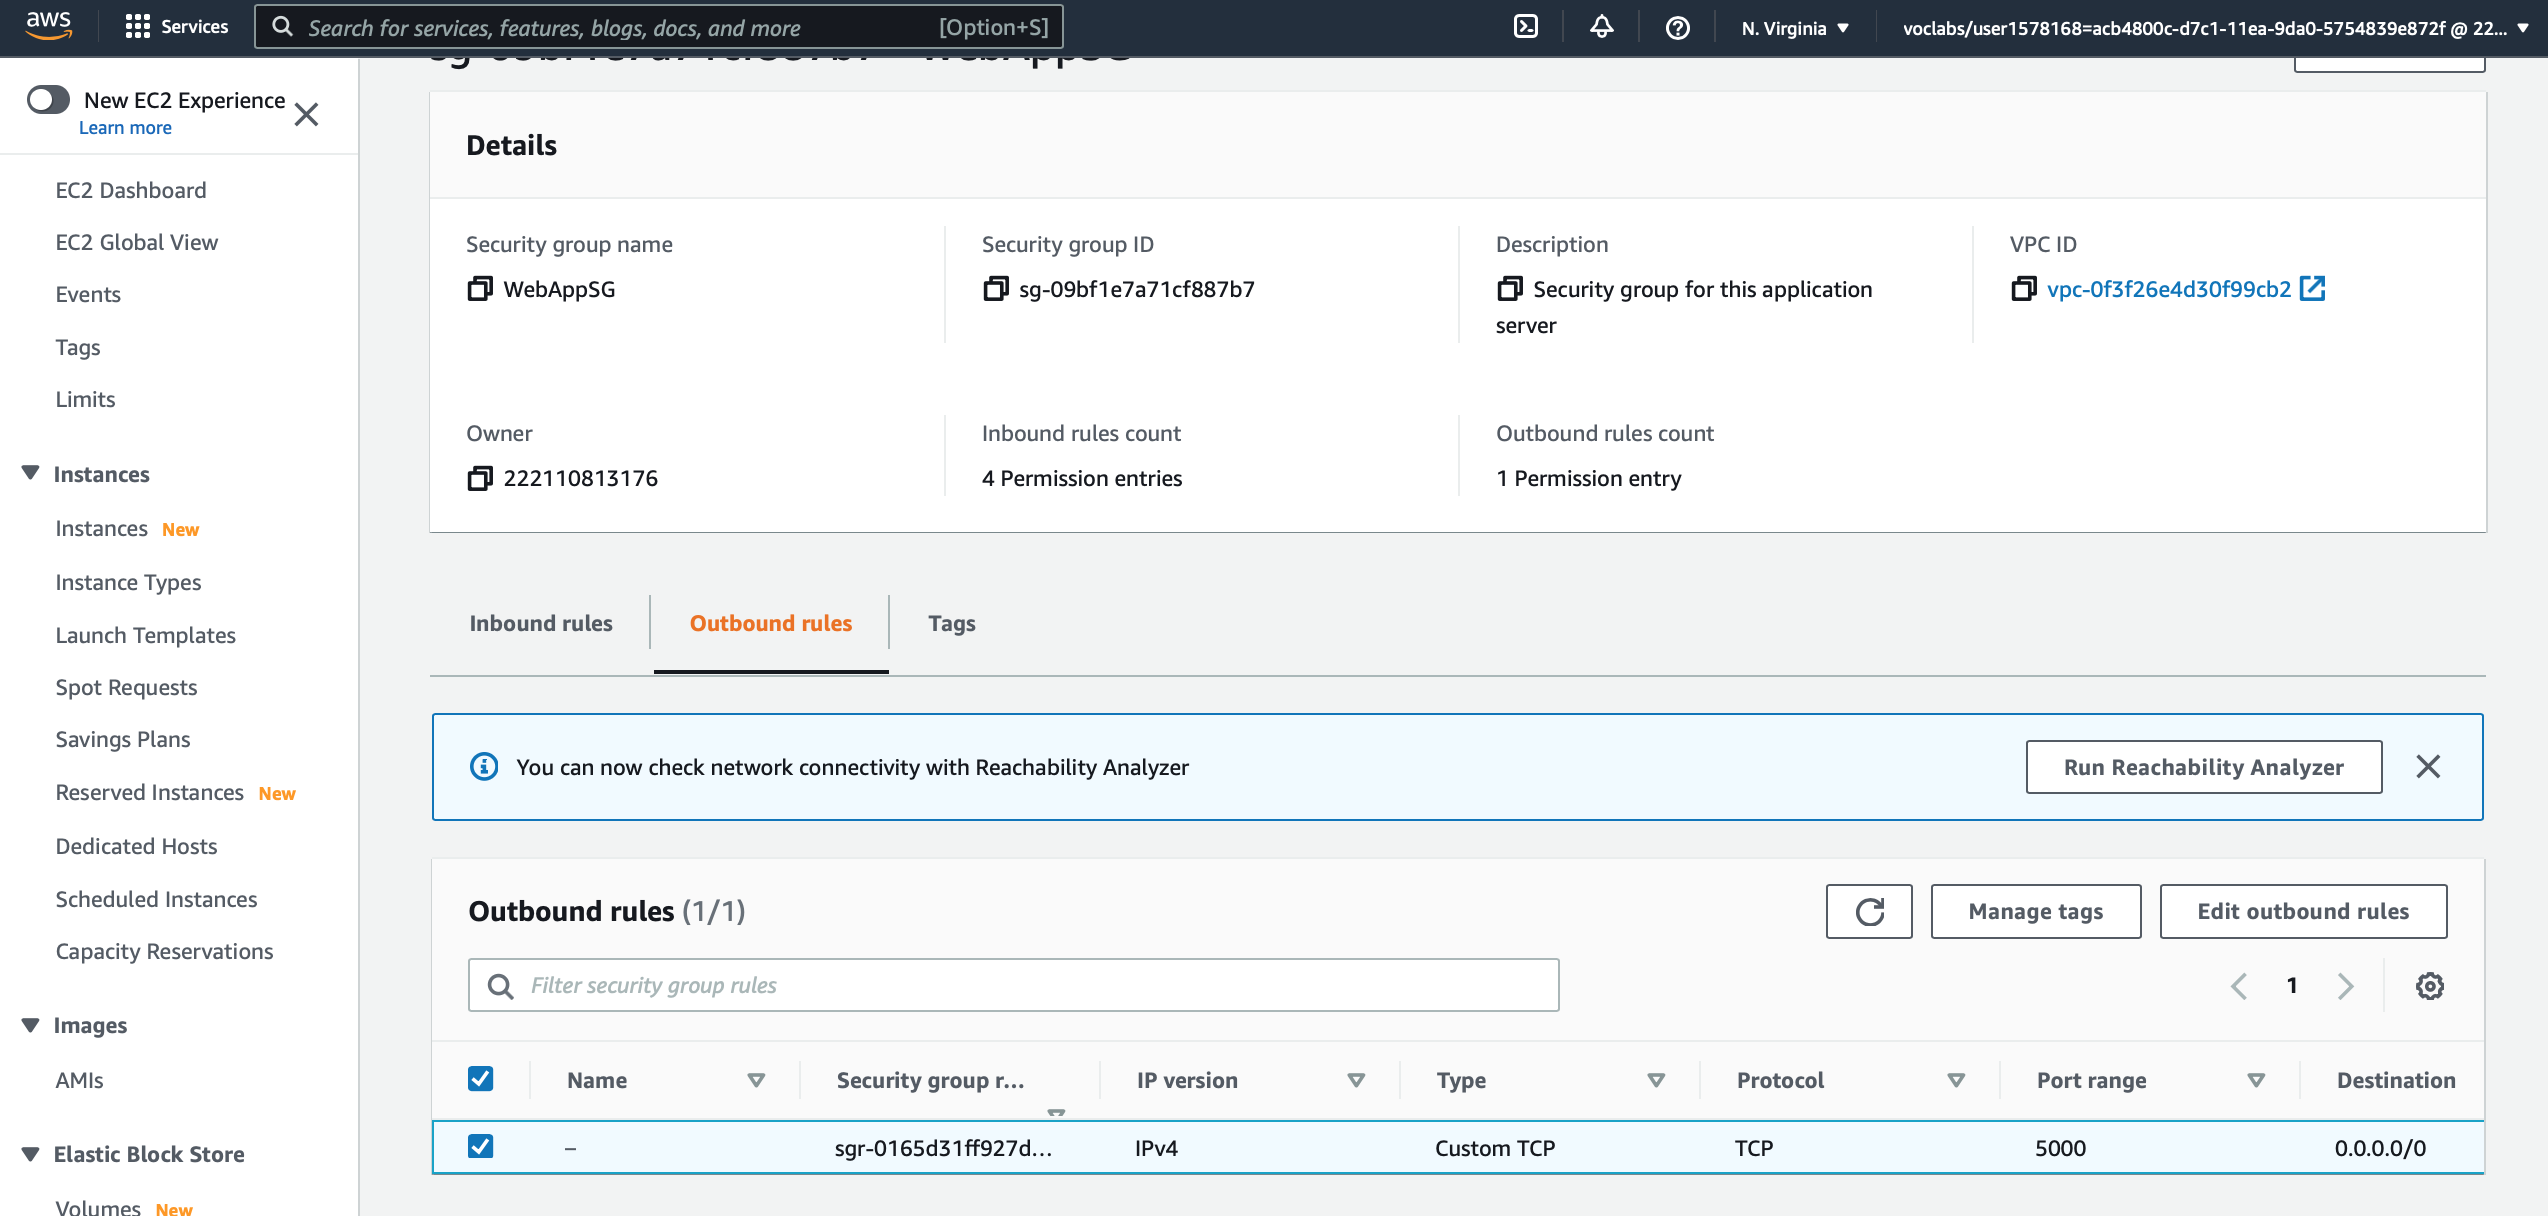 aws
Services
Search for services, features, blogs, docs, and more
[Option+S]
N. Virginia
voclabs/user1578168=acb4800c-d7c1-11ea-9da0-5754839e872f @ 22...
New EC2 Experience
Learn more
EC2 Dashboard
EC2 Global View
Events
Tags
Limits
Instances
Instances New
Instance Types
Launch Templates
Spot Requests
Savings Plans
Reserved Instances New
Dedicated Hosts
Scheduled Instances
Capacity Reservations
Images
AMIs
Elastic Block Store
Volumes New
sg-09bf1e7a71cf887b7 - WebAppSG
Details
Security group name
WebAppSG
Security group ID
sg-09bf1e7a71cf887b7
Description
Security group for this application
server
VPC ID
vpc-0f3f26e4d30f99cb2
Owner
222110813176
Inbound rules count
4 Permission entries
Outbound rules count
1 Permission entry
Inbound rules
Outbound rules
Tags
You can now check network connectivity with Reachability Analyzer
Run Reachability Analyzer
Outbound rules (1/1)
Manage tags
Edit outbound rules
Filter security group rules
1
Name
Security group r...
IP version
Type
Protocol
Port range
Destination
–
sgr-0165d31ff927d...
IPv4
Custom TCP
TCP
5000
0.0.0.0/0